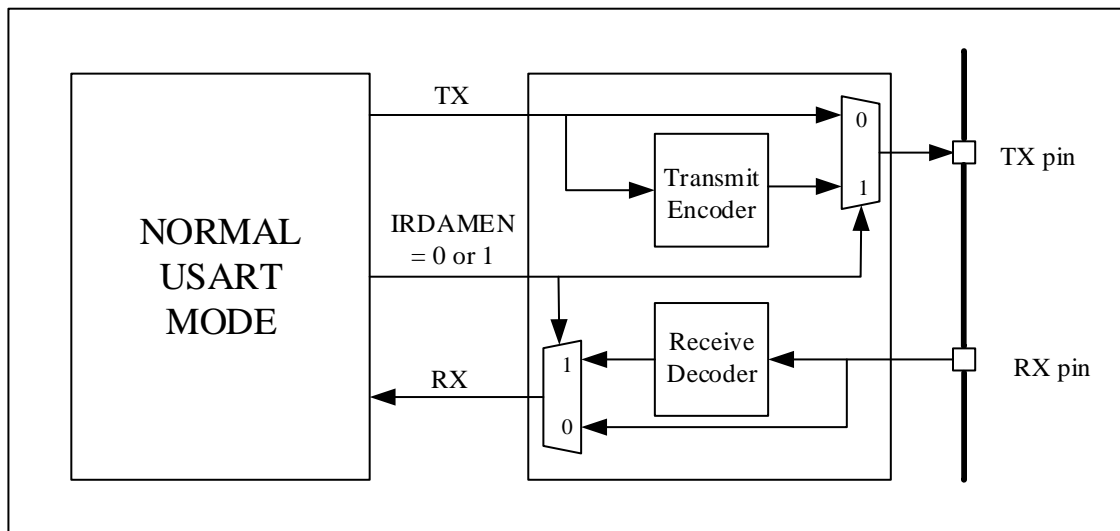 NORMAL
USART
MODE
TX
IRDAMEN
= 0 or 1
RX
Transmit
Encoder
0
1
Receive
Decoder
1
0
TX pin
RX pin